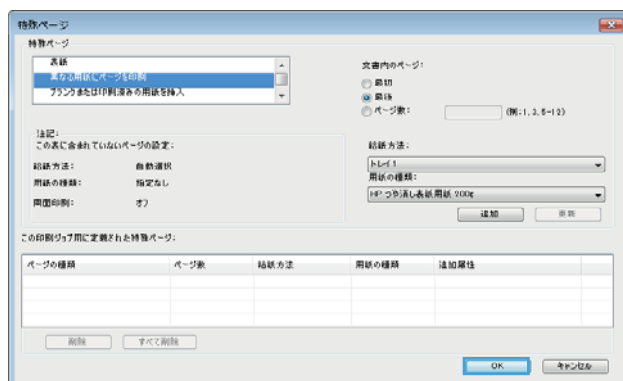 特殊ページ
特殊ページ
表紙
異なる用紙にページを印刷
ブランクまたは印刷済みの用紙を挿入
文書内のページ:
最初
最後
ページ数:
(例:1, 3, 5-12)
注記:
この表に含まれていないページの設定:
給紙方法: 自動選択
用紙の種類: 指定なし
両面印刷: オフ
給紙方法:
トレイ 1
用紙の種類:
HP つや消し表紙用紙 200g
追加 更新
この印刷ジョブ用に定義された特殊ページ:
ページの種類 ページ数 給紙方法 用紙の種類 追加属性
削除 すべて削除
OK キャンセル